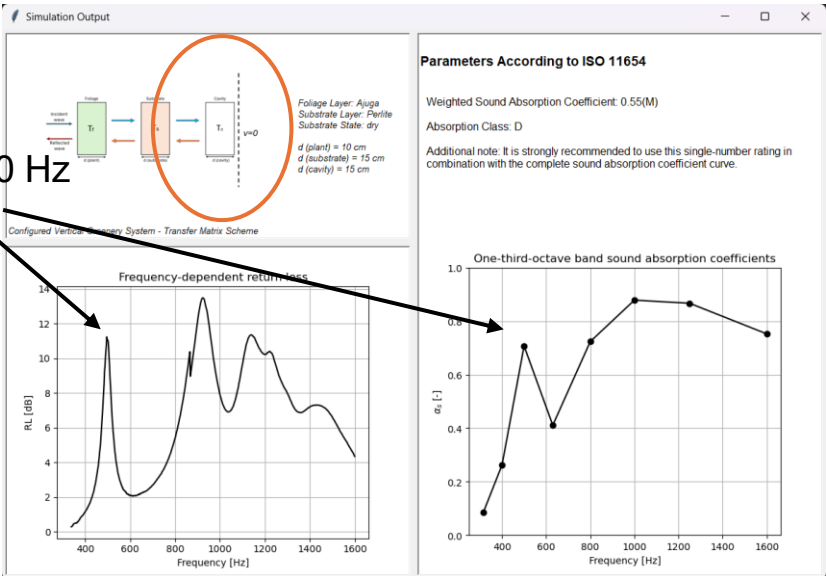 Simulation Output
Foliage
Cavity
Incident
wave
Reflected
wave
v=0
d (plant)
d (cavity)
Foliage Layer: Ajuga
Substrate Layer: Perlite
Substrate State: dry
d (plant) = 10 cm
d (substrate) = 15 cm
d (cavity) = 15 cm
0 Hz
Configured Vertical Greenery System - Transfer Matrix Scheme
Parameters According to ISO 11654
Weighted Sound Absorption Coefficient: 0.55(M)
Absorption Class: D
Additional note: It is strongly recommended to use this single-number rating in
combination with the complete sound absorption coefficient curve.
Frequency-dependent return loss
14
12
10
8
6
4
2
0
RL [dB]
400 600 800 1000 1200 1400 1600
Frequency [Hz]
One-third-octave band sound absorption coefficients
1.0
0.8
0.6
0.4
0.2
0.0
αs [-]
400 600 800 1000 1200 1400 1600
Frequency [Hz]